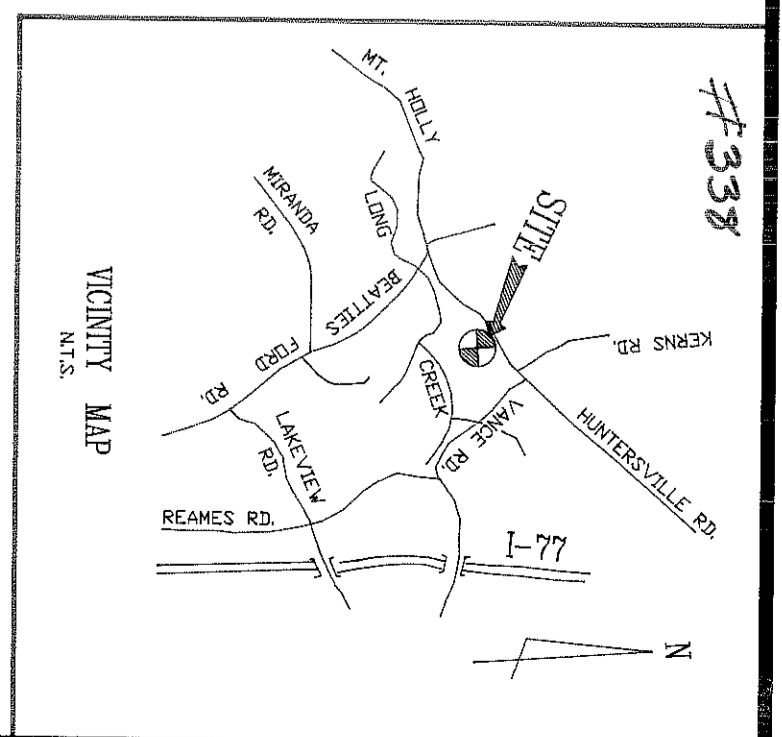 #338
MT. HOLLY
HUNTERSVILLE RD.
SITE
KERNS RD.
LONG
CREEK
MIRANDA
RD.
BEATTIES
FORD
RD.
VANCE RD.
LAKEVIEW
RD.
REAMES RD.
I-77
N
VICINITY MAP
N.T.S.